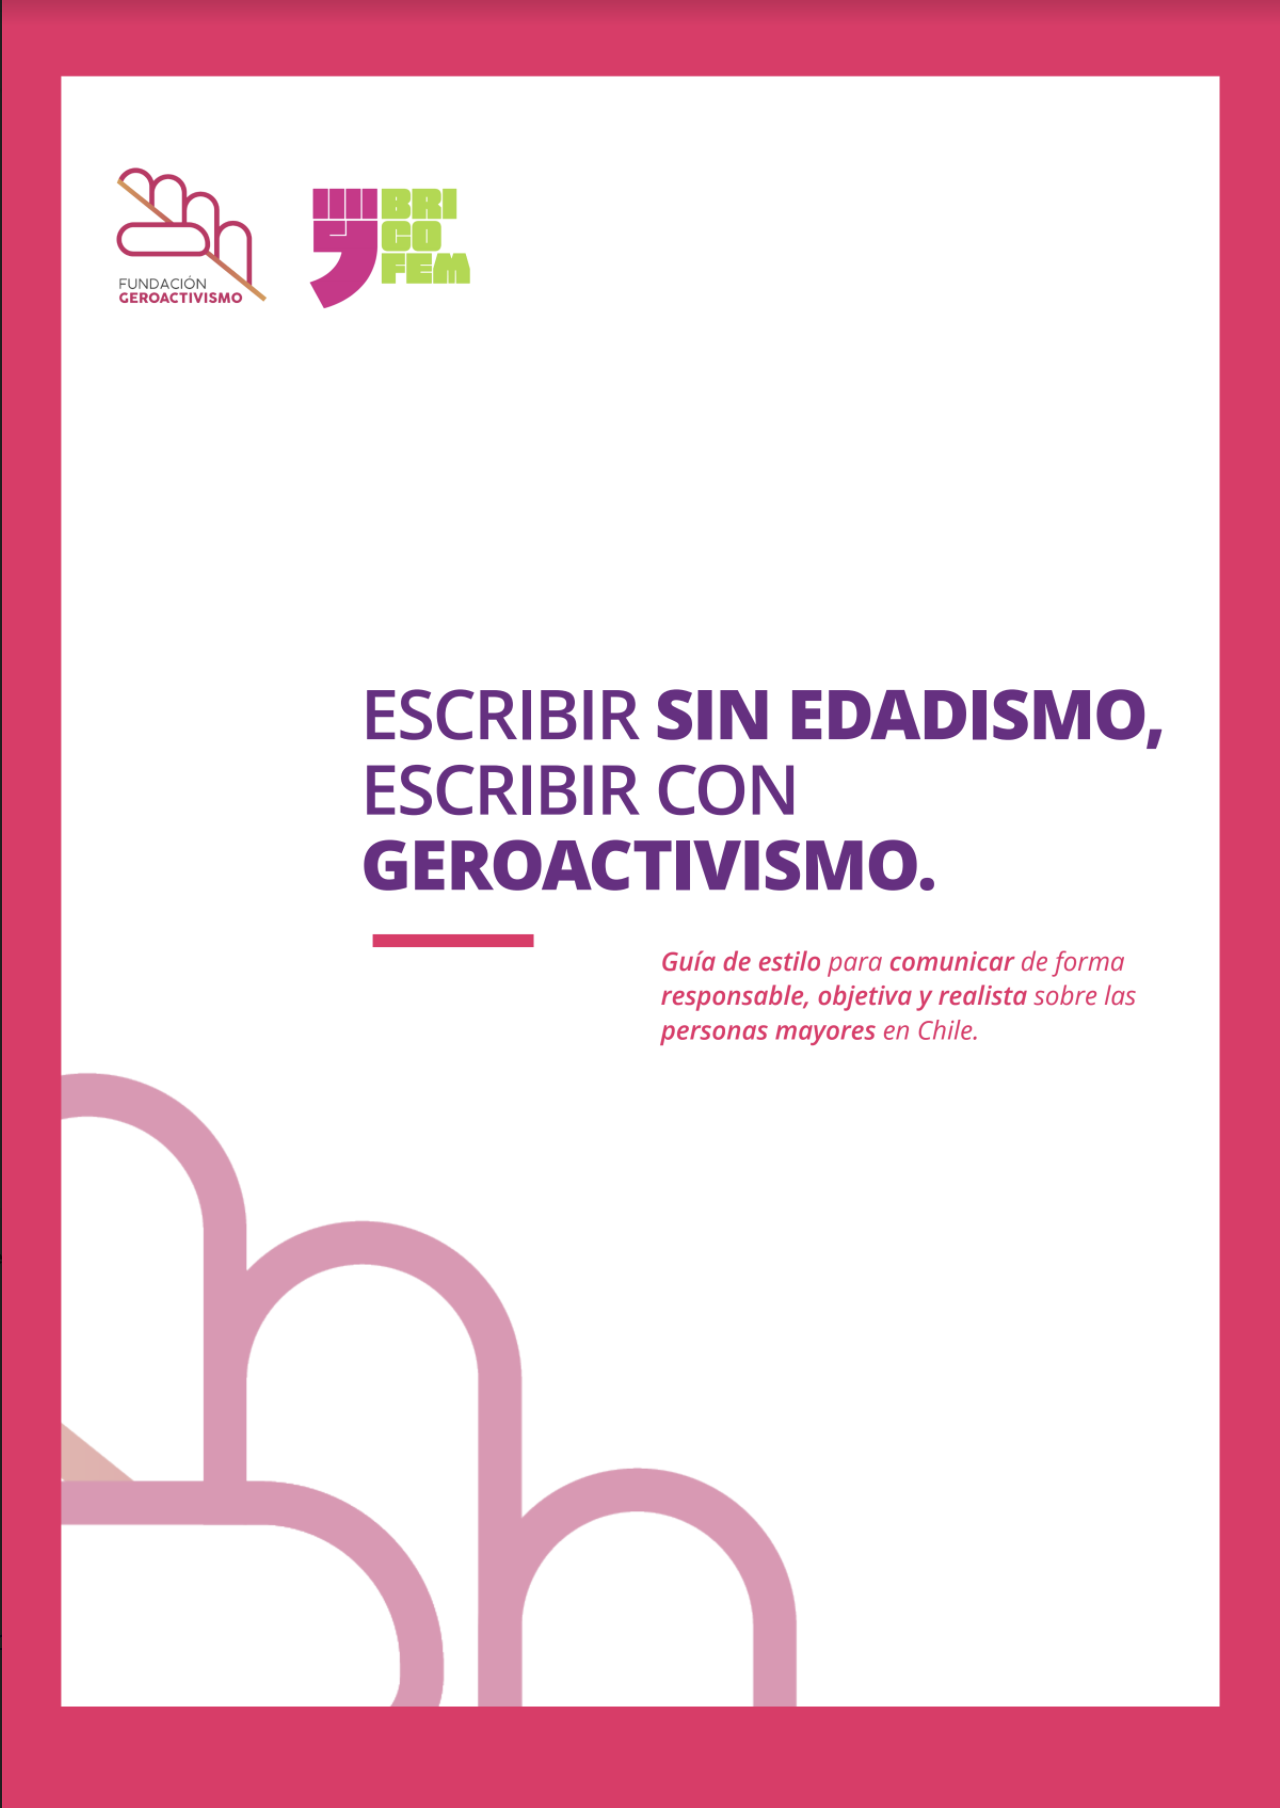 FUNDACIÓN
GEROACTIVISMO
BRI
CO
FEM
ESCRIBIR SIN EDADISMO,
ESCRIBIR CON
GEROACTIVISMO.
Guía de estilo para comunicar de forma
responsable, objetiva y realista sobre las
personas mayores en Chile.